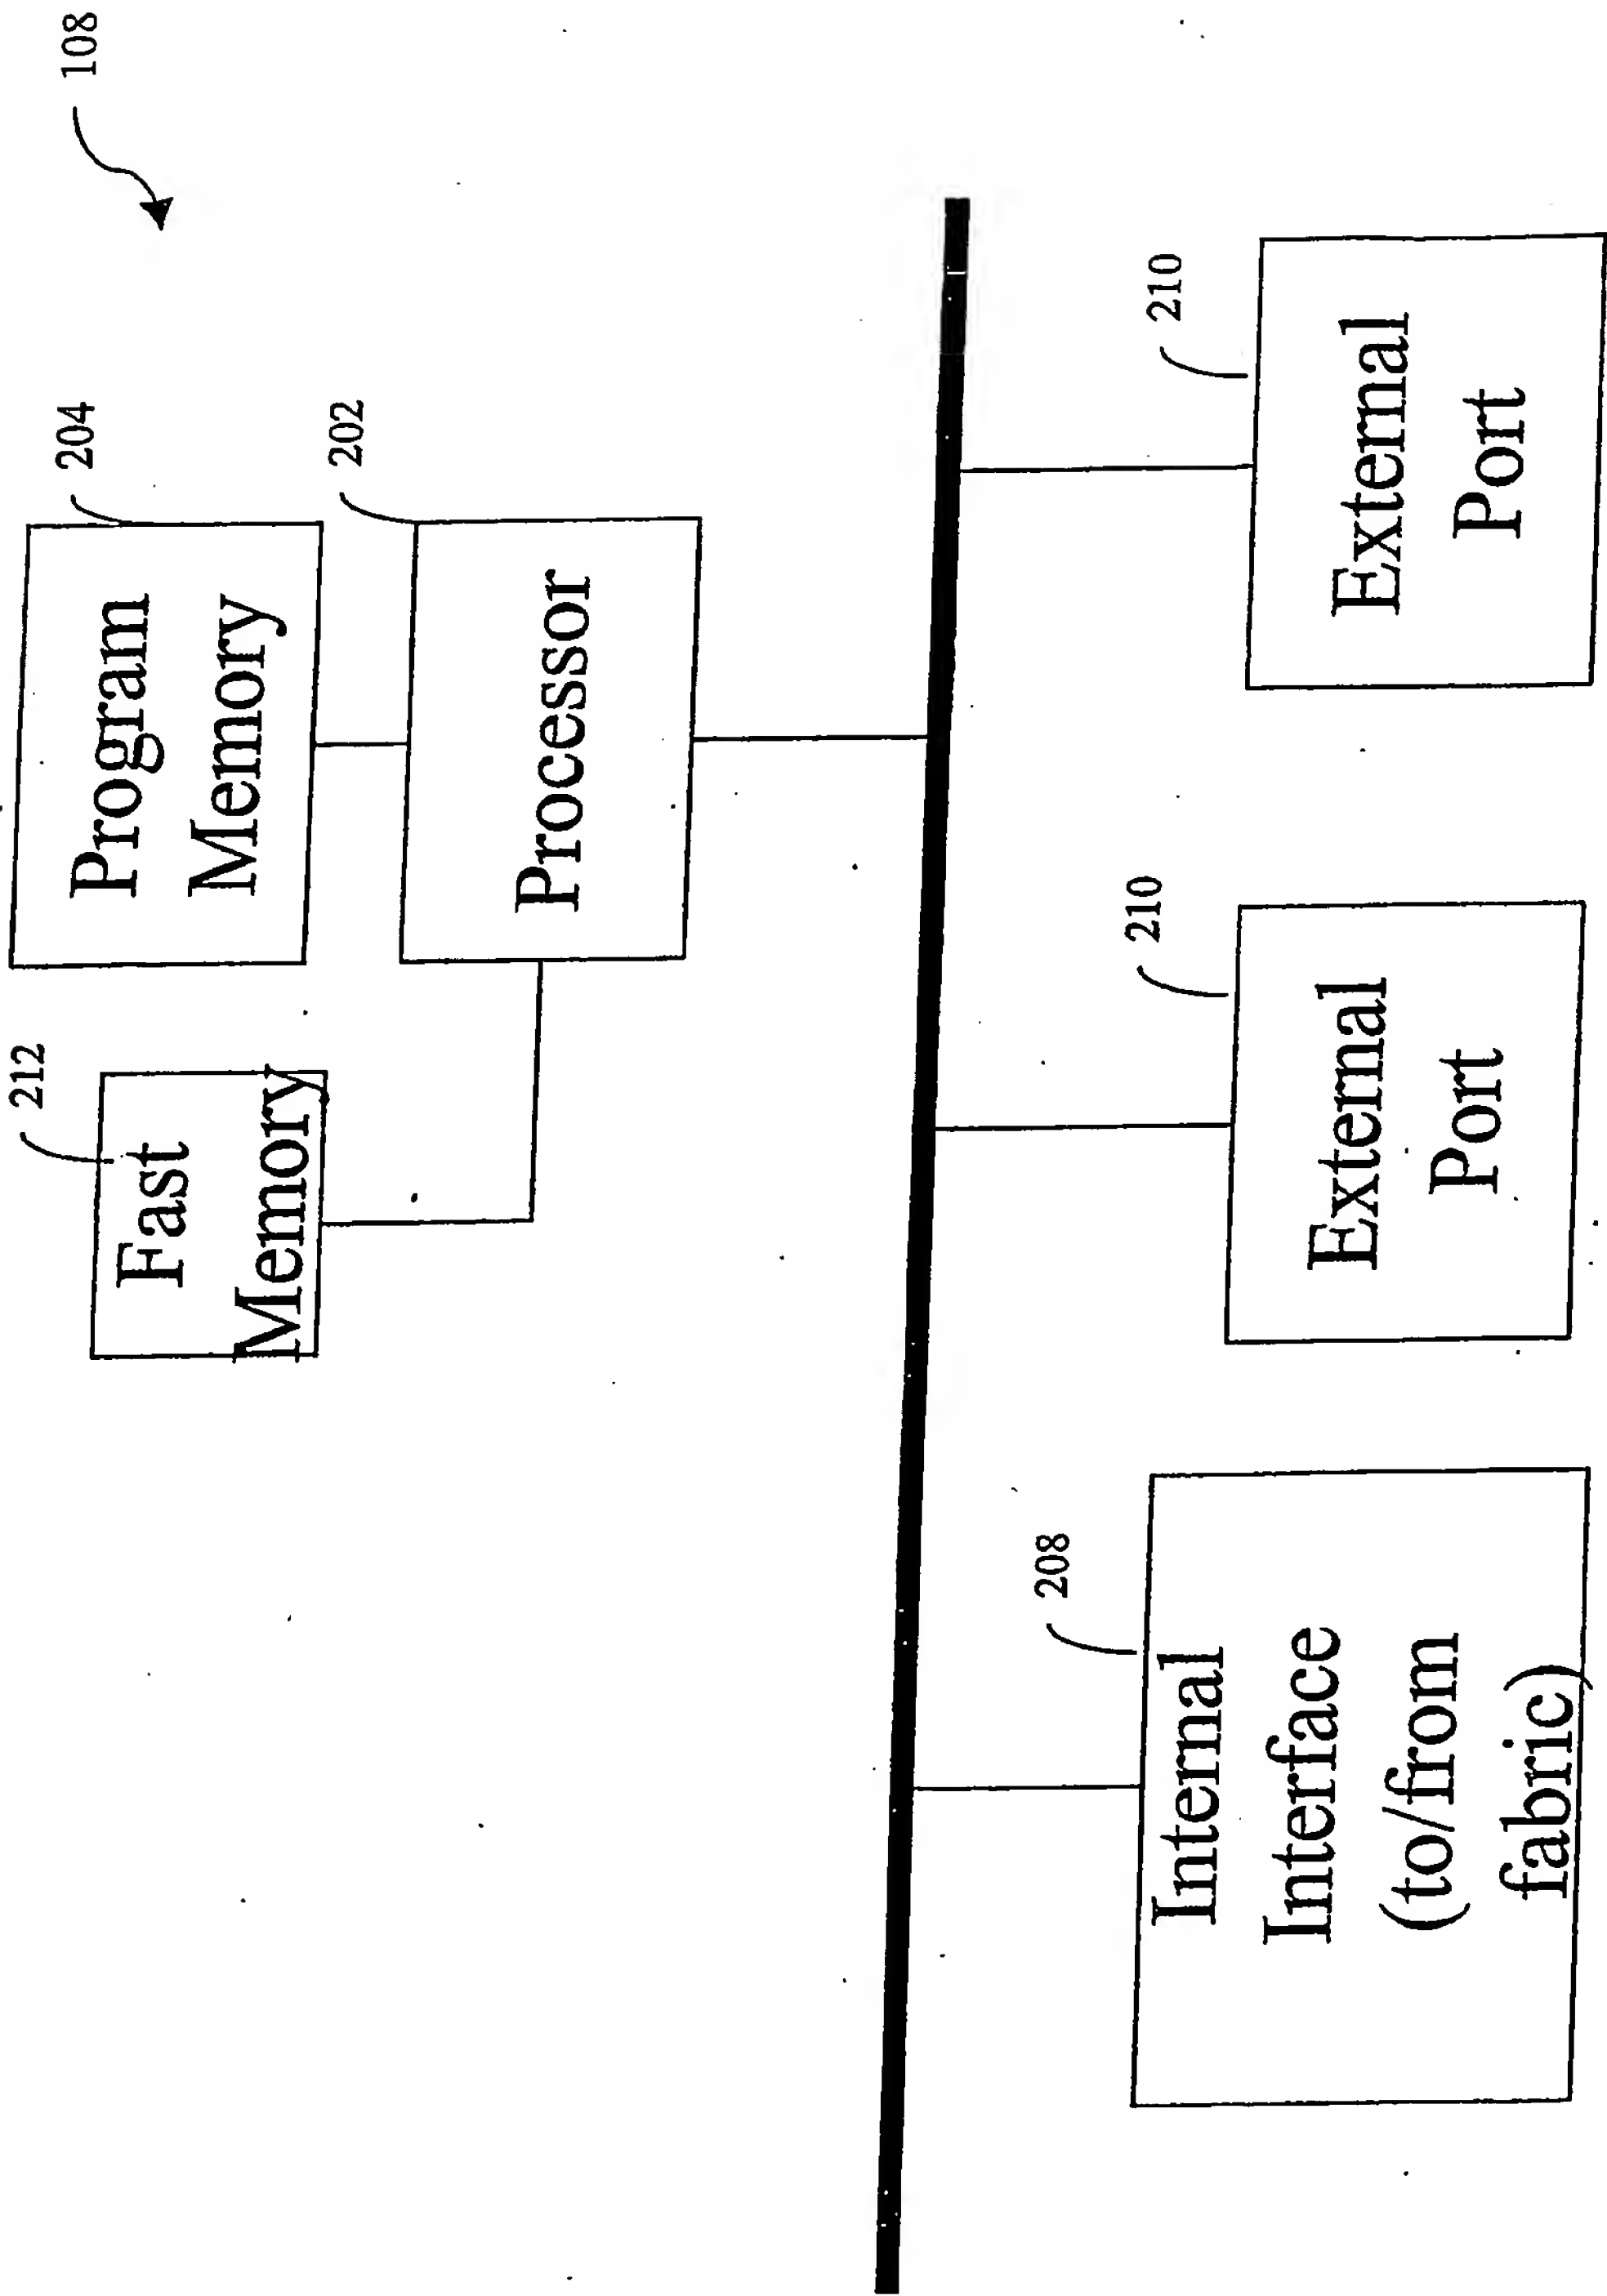 108
204
Program
Memory
212
Fast
Memory
202
Processor
208
Internal
Interface
(to/from
fabric)
210
External
Port
210
External
Port